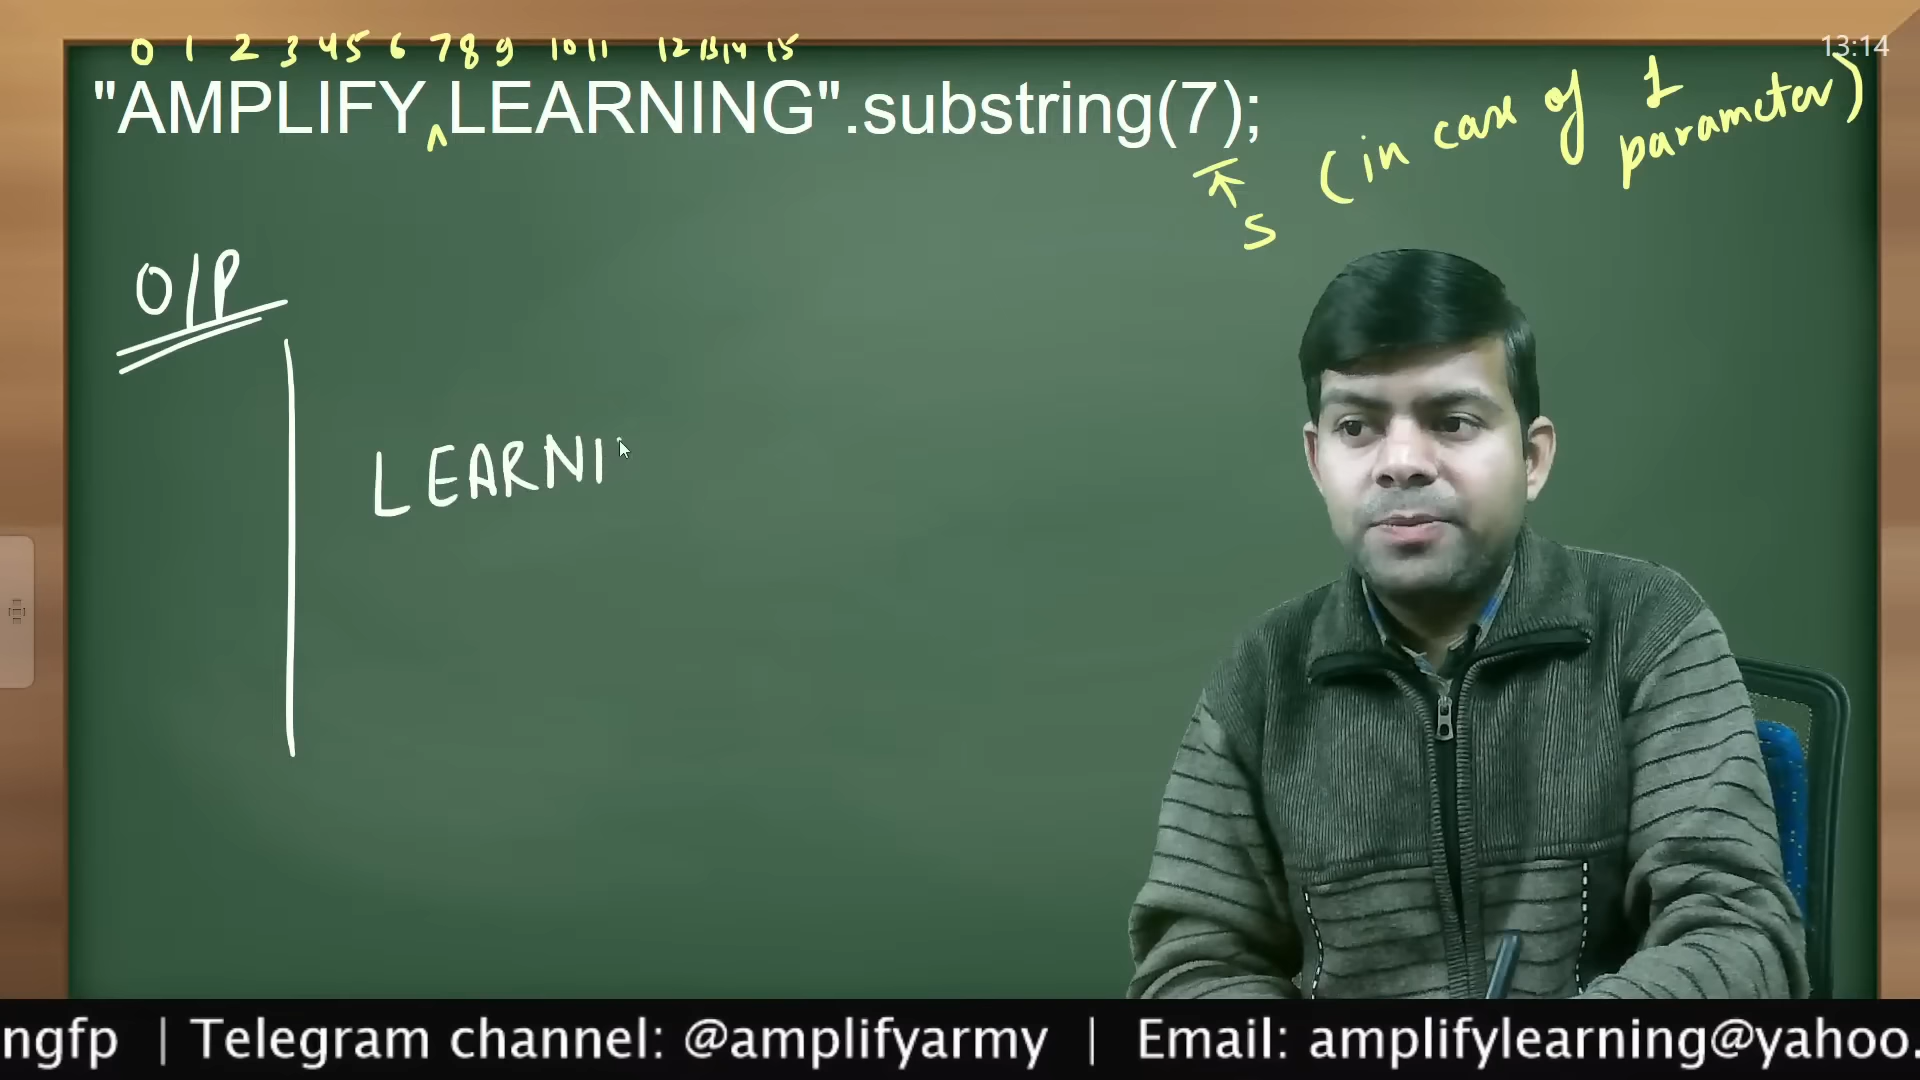 13:14
0 1 2 3 4 5 6 7 8 9 10 11 12 13 14 15
"AMPLIFY LEARNING".substring(7);
^
S (in case of 1 parameter)
O/P
LEARNI
ngfp | Telegram channel: @amplifyarmy | Email: amplifylearning@yahoo.